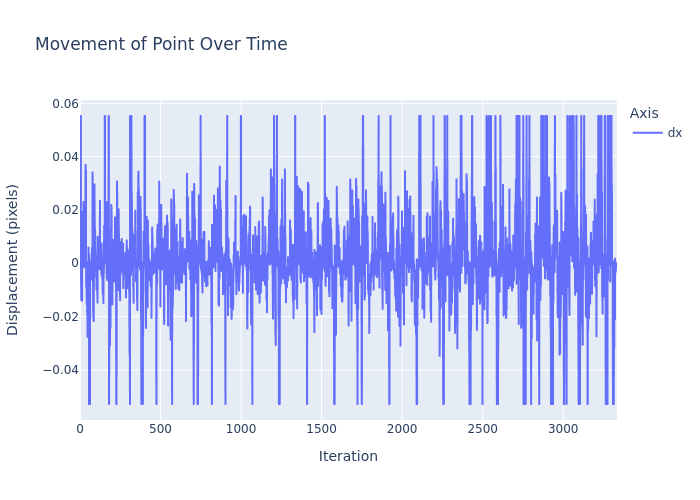 Movement of Point Over Time
Axis
dx
0.06
0.04
0.02
0
−0.02
−0.04
Displacement (pixels)
0
500
1000
1500
2000
2500
3000
Iteration